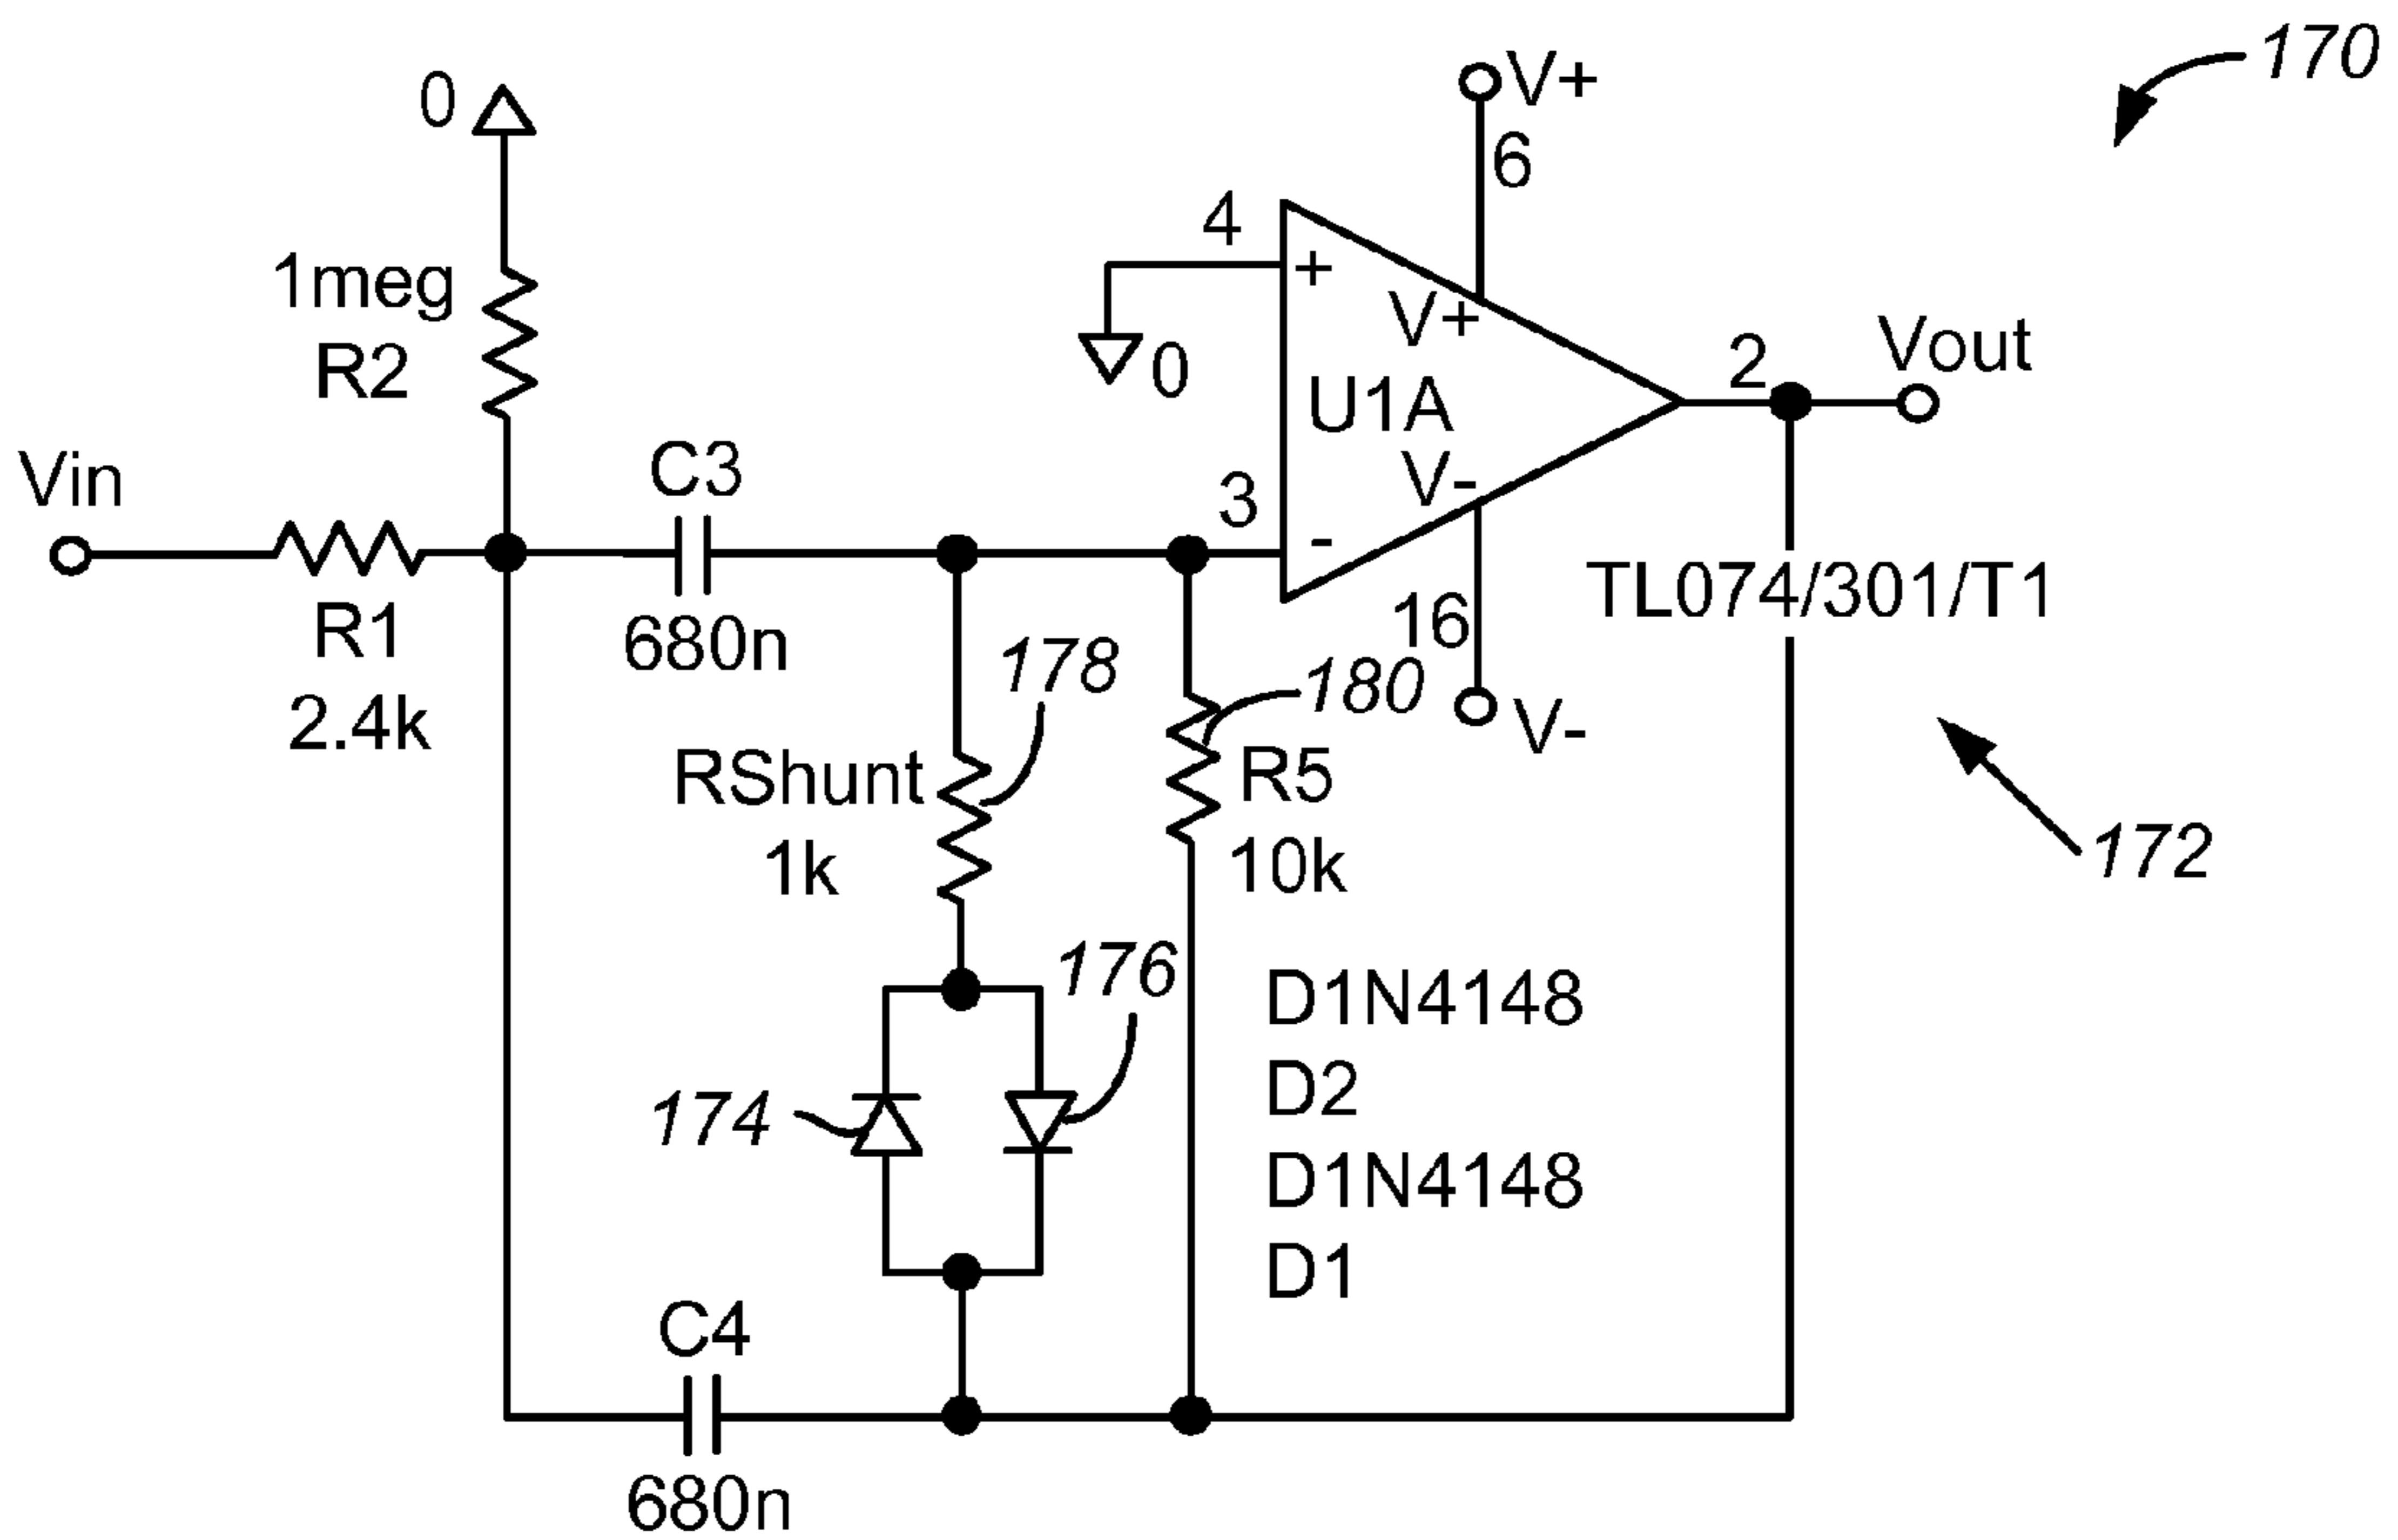 170
V+
0
6
4
+
1meg
V+
R2
0
2
Vout
U1A
Vin
C3
V-
3
-
TL074/301/T1
R1
680n
16
178
180
V-
2.4k
RShunt
R5
1k
10k
172
176
D1N4148
174
D2
D1N4148
D1
C4
680n